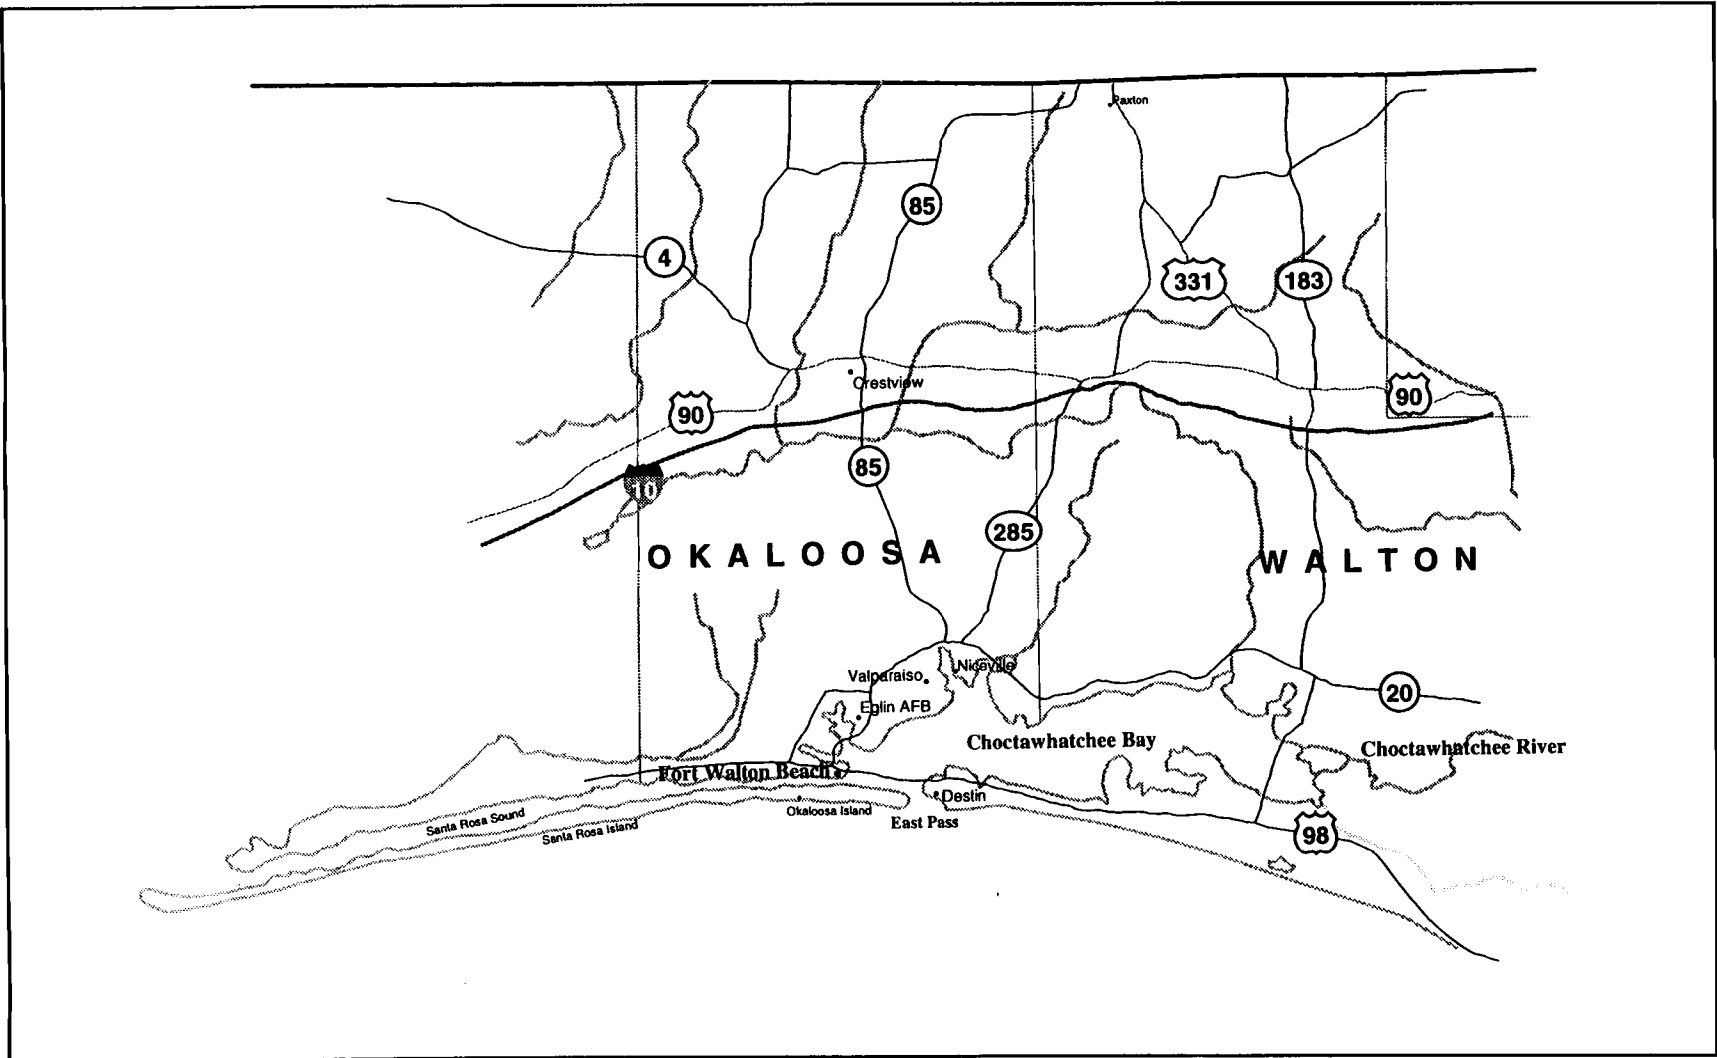 Paxton
85
4
331
183
Crestview
90
90
85
10
285
OKALOOSA
WALTON
Niceville
Valparaiso
20
Eglin AFB
Choctawhatchee Bay
Choctawhatchee River
Fort Walton Beach
Destin
Okaloosa Island
Santa Rosa Sound
East Pass
Santa Rosa Island
98